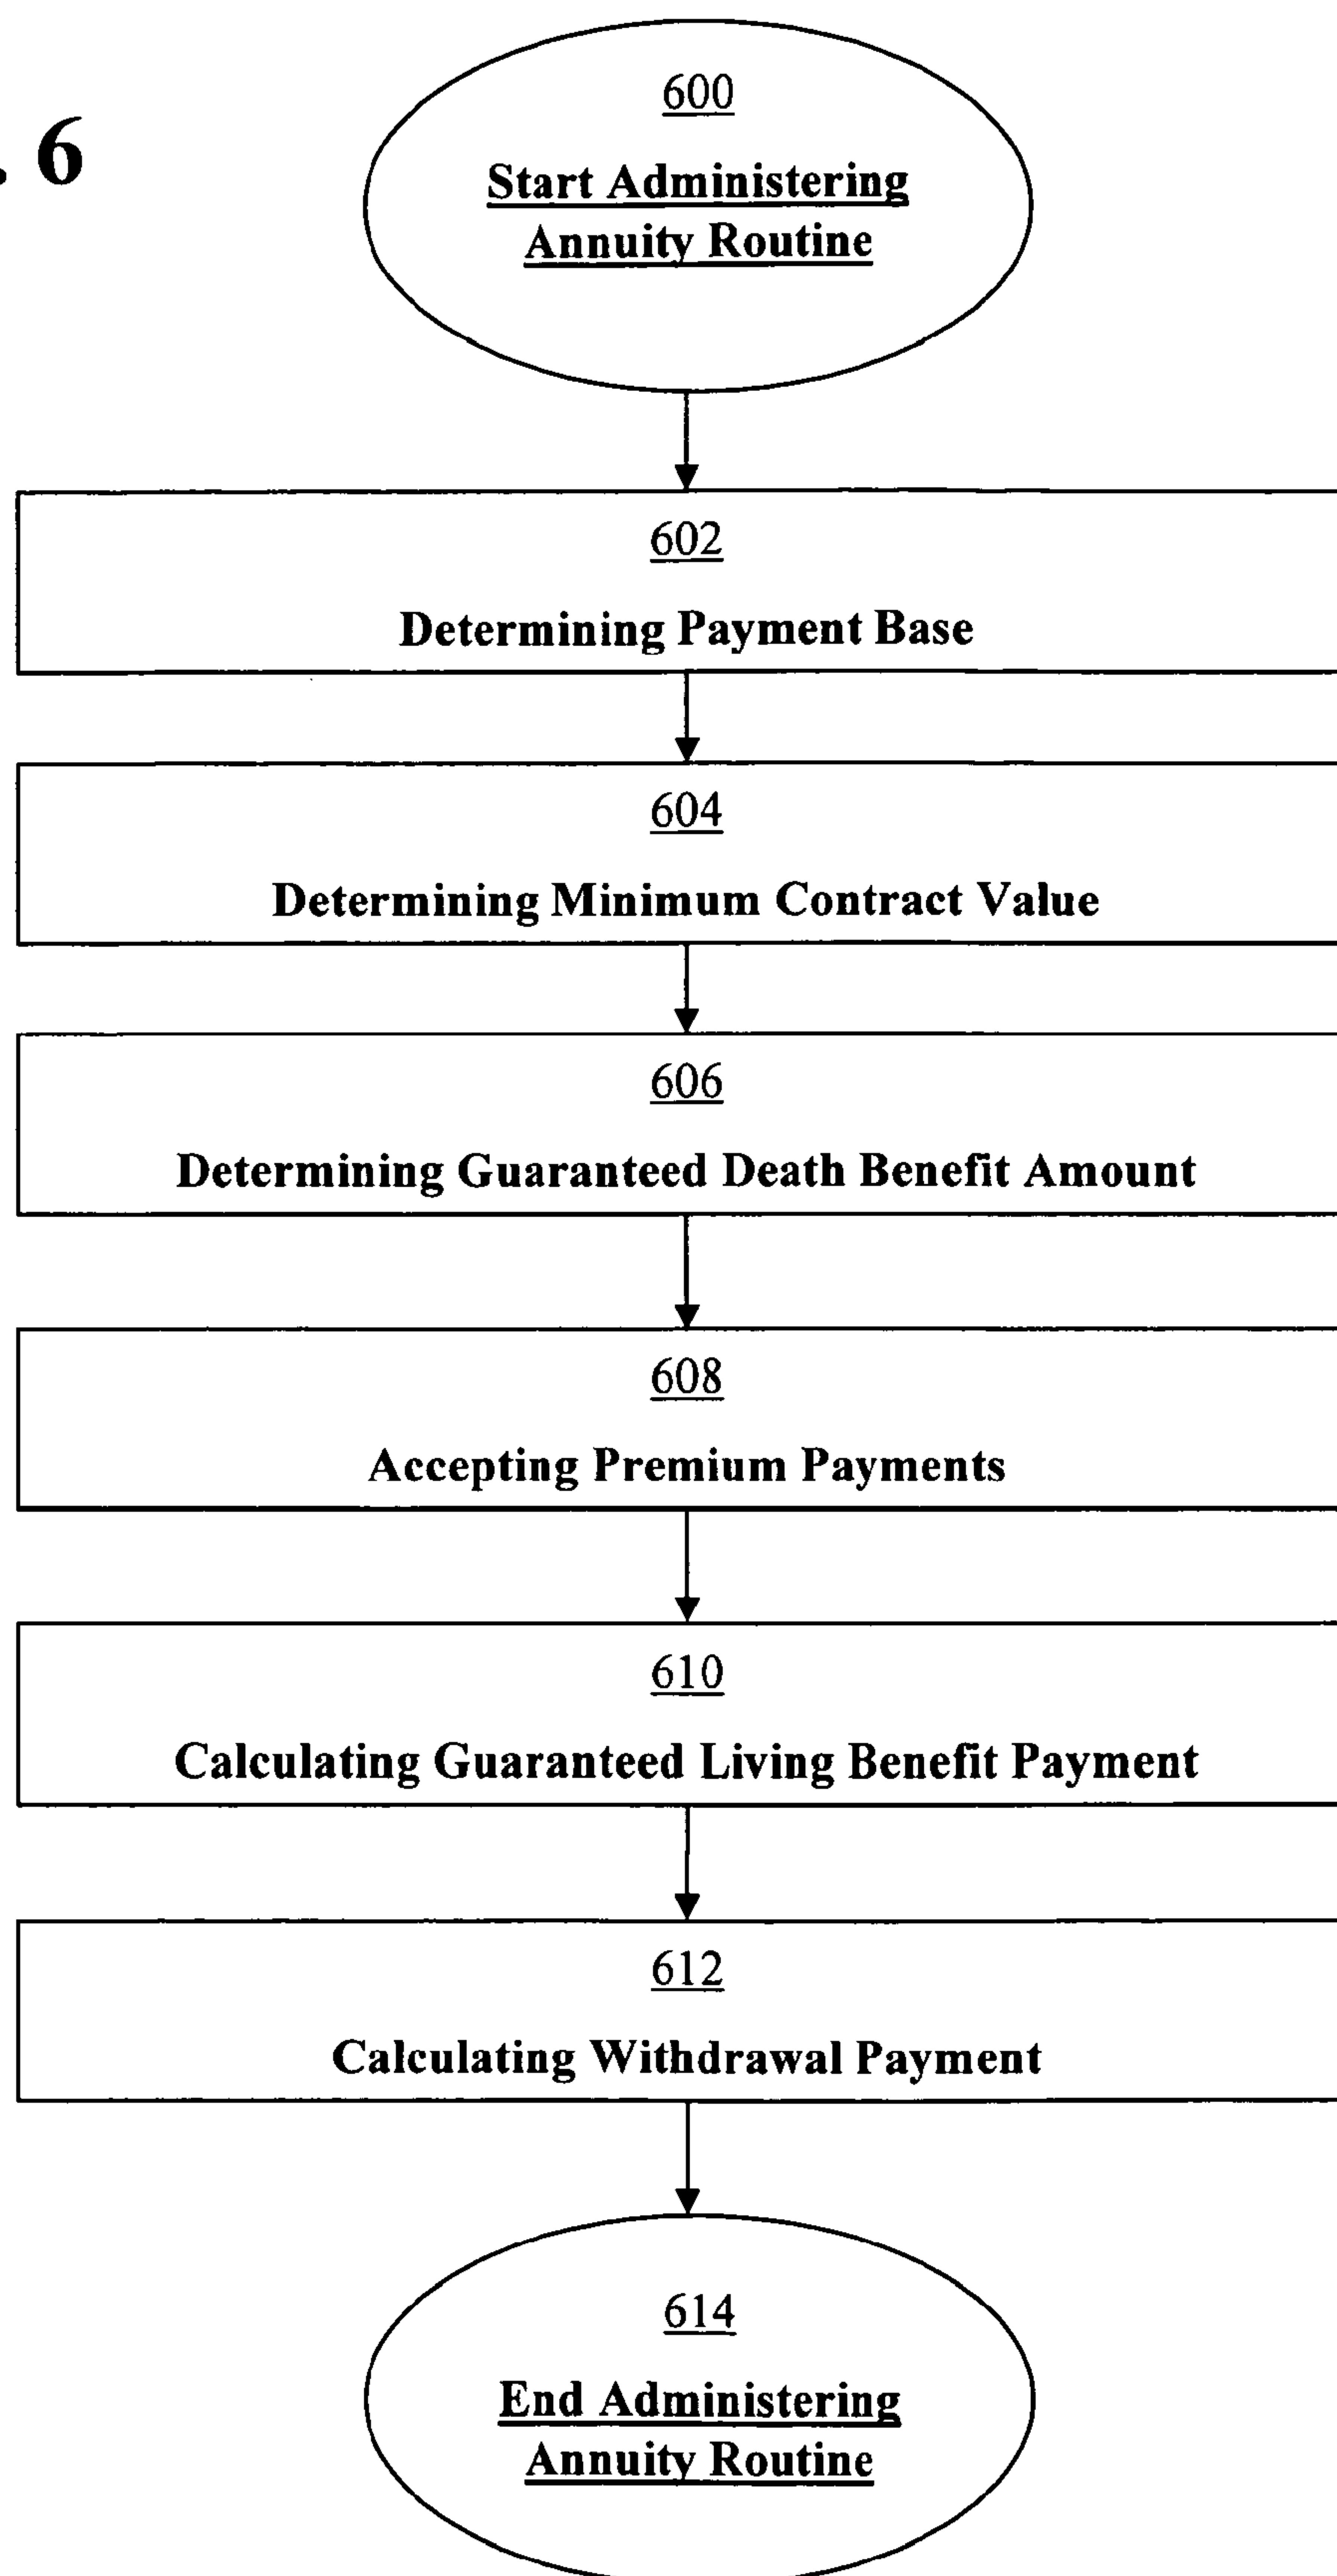 . 6
600
Start Administering
Annuity Routine
602
Determining Payment Base
604
Determining Minimum Contract Value
606
Determining Guaranteed Death Benefit Amount
608
Accepting Premium Payments
610
Calculating Guaranteed Living Benefit Payment
612
Calculating Withdrawal Payment
614
End Administering
Annuity Routine